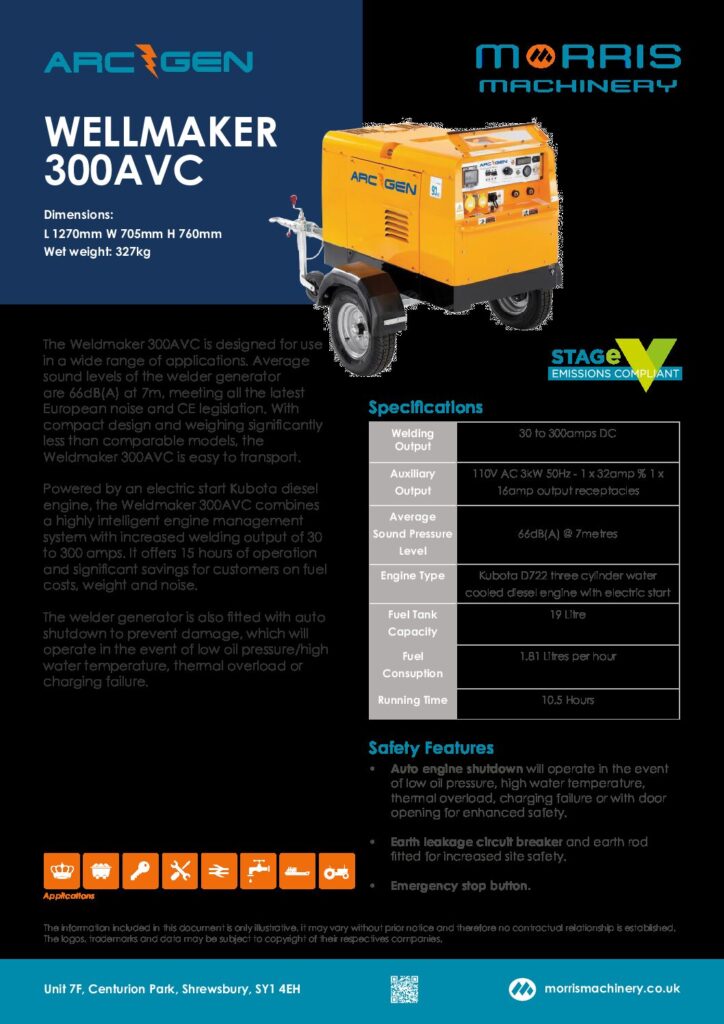 ARC GEN
MORRIS
MACHINERY
WELLMAKER
300AVC
Dimensions:
L 1270mm W 705mm H 760mm
Wet weight: 327kg
ARC GEN
STAGe V
EMISSIONS COMPLIANT
The Weldmaker 300AVC is designed for use
in a wide range of applications. Average
sound levels of the welder generator
are 66dB(A) at 7m, meeting all the latest
European noise and CE legislation. With
compact design and weighing significantly
less than comparable models, the
Weldmaker 300AVC is easy to transport.
Powered by an electric start Kubota diesel
engine, the Weldmaker 300AVC combines
a highly intelligent engine management
system with increased welding output of 30
to 300 amps. It offers 15 hours of operation
and significant savings for customers on fuel
costs, weight and noise.
The welder generator is also fitted with auto
shutdown to prevent damage, which will
operate in the event of low oil pressure/high
water temperature, thermal overload or
charging failure.
Specifications
Welding
Output
30 to 300amps DC
Auxiliary
Output
110V AC 3kW 50Hz - 1 x 32amp % 1 x
16amp output receptacles
Average
Sound Pressure
Level
66dB(A) @ 7metres
Engine Type
Kubota D722 three cylinder water
cooled diesel engine with electric start
Fuel Tank
Capacity
19 Litre
Fuel
Consuption
1.81 Litres per hour
Running Time
10.5 Hours
Safety Features
• Auto engine shutdown will operate in the event
of low oil pressure, high water temperature,
thermal overload, charging failure or with door
opening for enhanced safety.
• Earth leakage circuit breaker and earth rod
fitted for increased site safety.
• Emergency stop button.
Applications
The information included in this document is only illustrative. It may vary without prior notice and therefore no contractual relationship is established.
The logos, trademarks and data may be subject to copyright of their respectives companies.
Unit 7F, Centurion Park, Shrewsbury, SY1 4EH
morrismachinery.co.uk